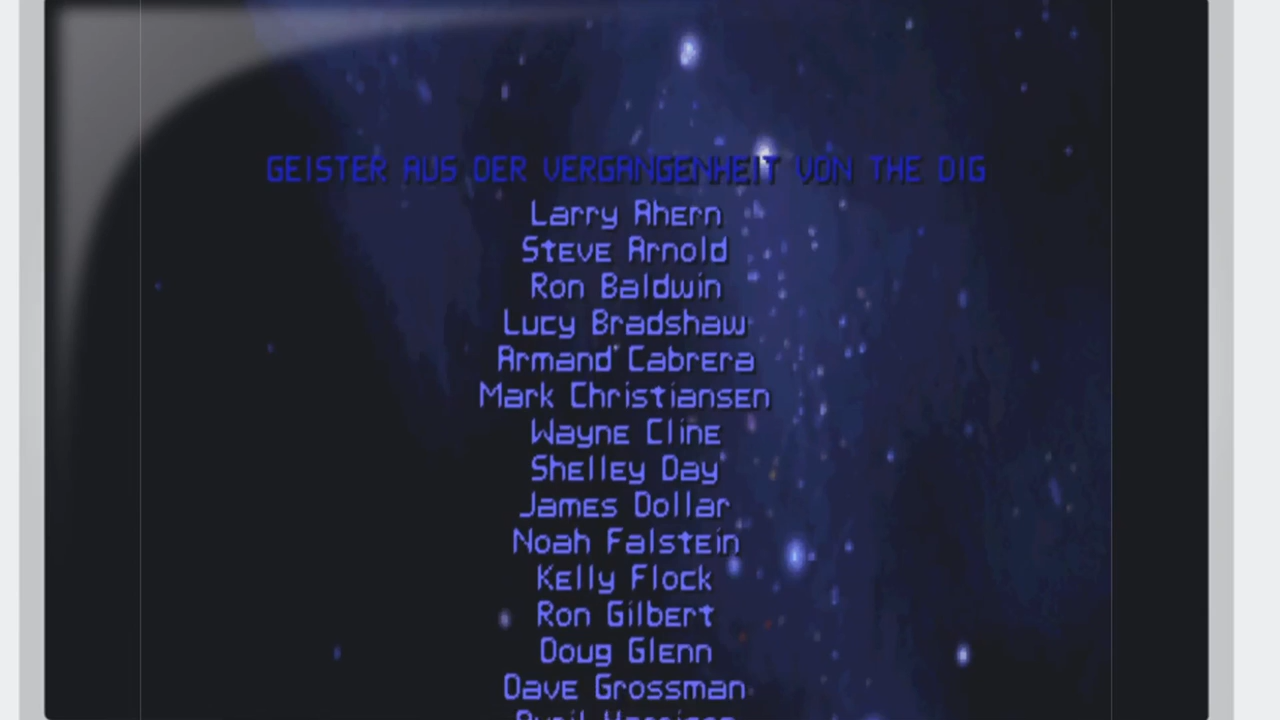 GEISTER AUS DER VERGANGENHEIT VON THE DIG
Larry Ahern
Steve Arnold
Ron Baldwin
Lucy Bradshaw
Armand Cabrera
Mark Christiansen
Wayne Cline
Shelley Day
James Dollar
Noah Falstein
Kelly Flock
Ron Gilbert
Doug Glenn
Dave Grossman